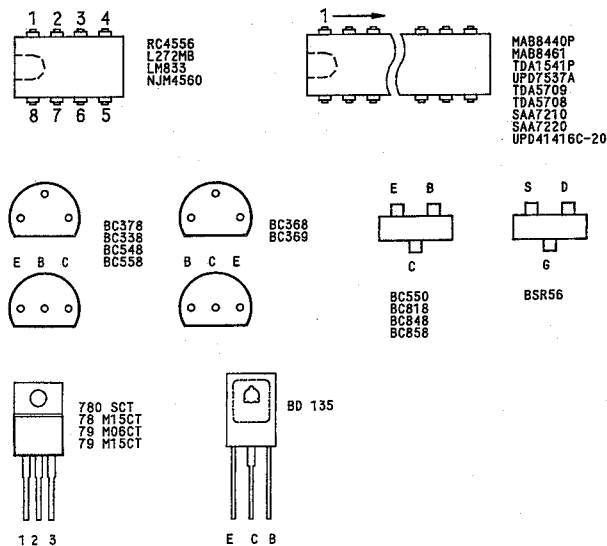 1 2 3 4
RC4556
L272MB
LM833
NJM4560
8 7 6 5
1
MAB8440P
MAB8461
TDA1541P
UPD7537A
TDA5709
TDA5708
SAA7210
SAA7220
UPD41416C-20
BC378
BC338
BC548
BC558
E B C
BC368
BC369
B C E
E B
C
BC550
BC818
BC848
BC858
S D
G
BSR56
780 SCT
78 M15CT
79 M06CT
79 M15CT
1 2 3
BD 135
E C B